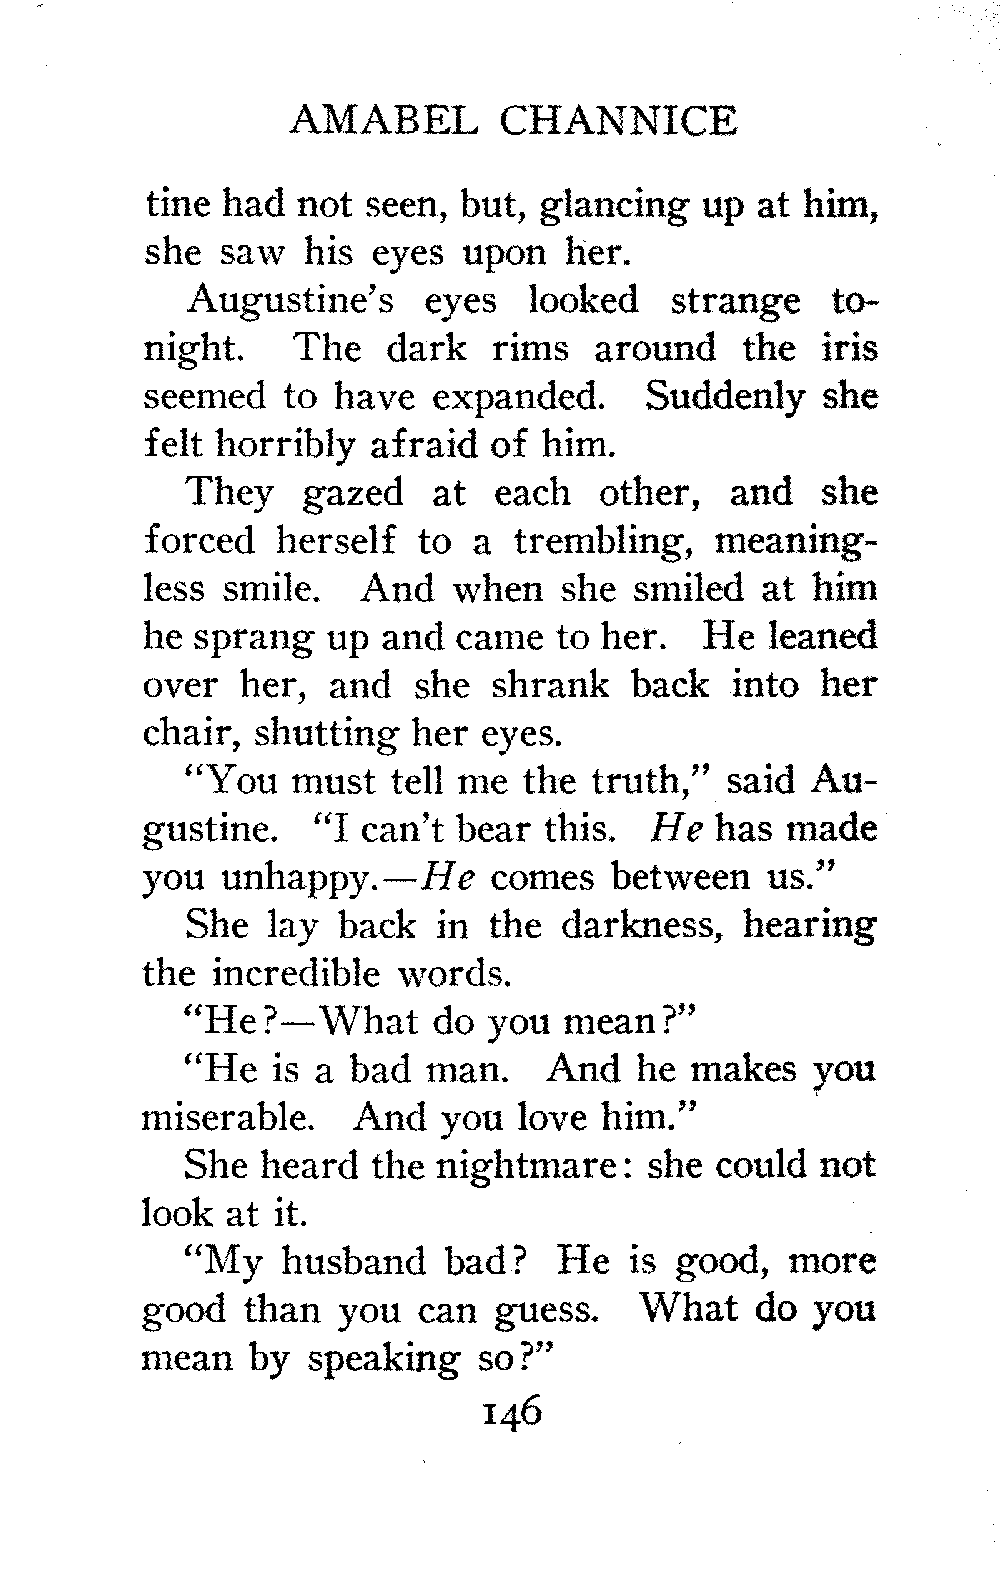 AMABEL CHANNICE
tine had not seen, but, glancing up at him,
she saw his eyes upon her.
Augustine's eyes looked strange to-
night. The dark rims around the iris
seemed to have expanded. Suddenly she
felt horribly afraid of him.
They gazed at each other, and she
forced herself to a trembling, meaning-
less smile. And when she smiled at him
he sprang up and came to her. He leaned
over her, and she shrank back into her
chair, shutting her eyes.
"You must tell me the truth," said Au-
gustine. "I can't bear this. He has made
you unhappy.—He comes between us."
She lay back in the darkness, hearing
the incredible words.
"He?—What do you mean?"
"He is a bad man. And he makes you
miserable. And you love him."
She heard the nightmare: she could not
look at it.
"My husband bad? He is good, more
good than you can guess. What do you
mean by speaking so?"
146